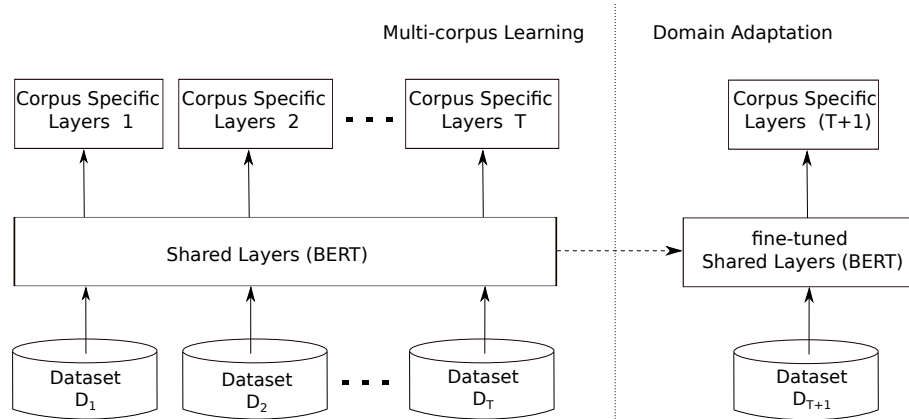 Multi-corpus Learning
Domain Adaptation
Corpus Specific
Layers 1
Corpus Specific
Layers 2
Corpus Specific
Layers T
Corpus Specific
Layers (T+1)
Shared Layers (BERT)
fine-tuned
Shared Layers (BERT)
Dataset
D1
Dataset
D2
Dataset
DT
Dataset
DT+1